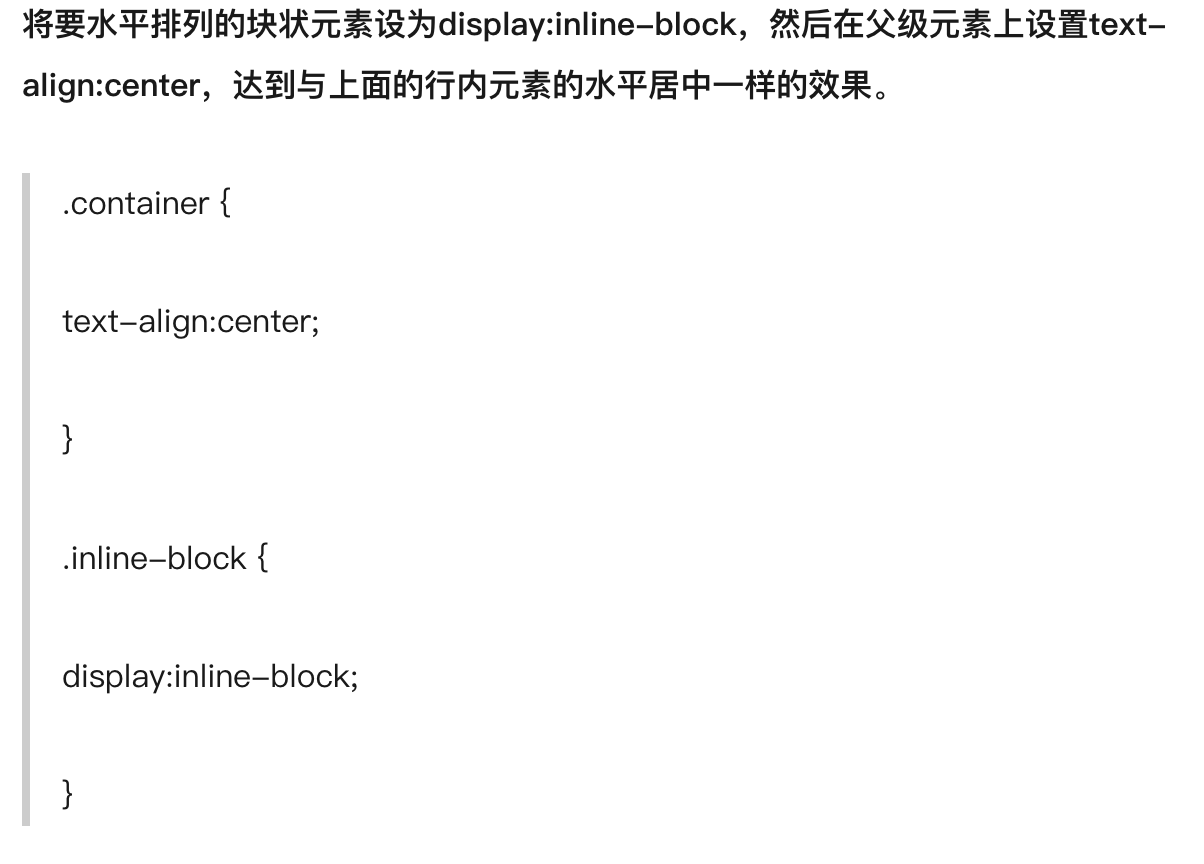 将要水平排列的块状元素设为display:inline-block，然后在父级元素上设置text-
align:center，达到与上面的行内元素的水平居中一样的效果。
.container {
text-align:center;
}
.inline-block {
display:inline-block;
}